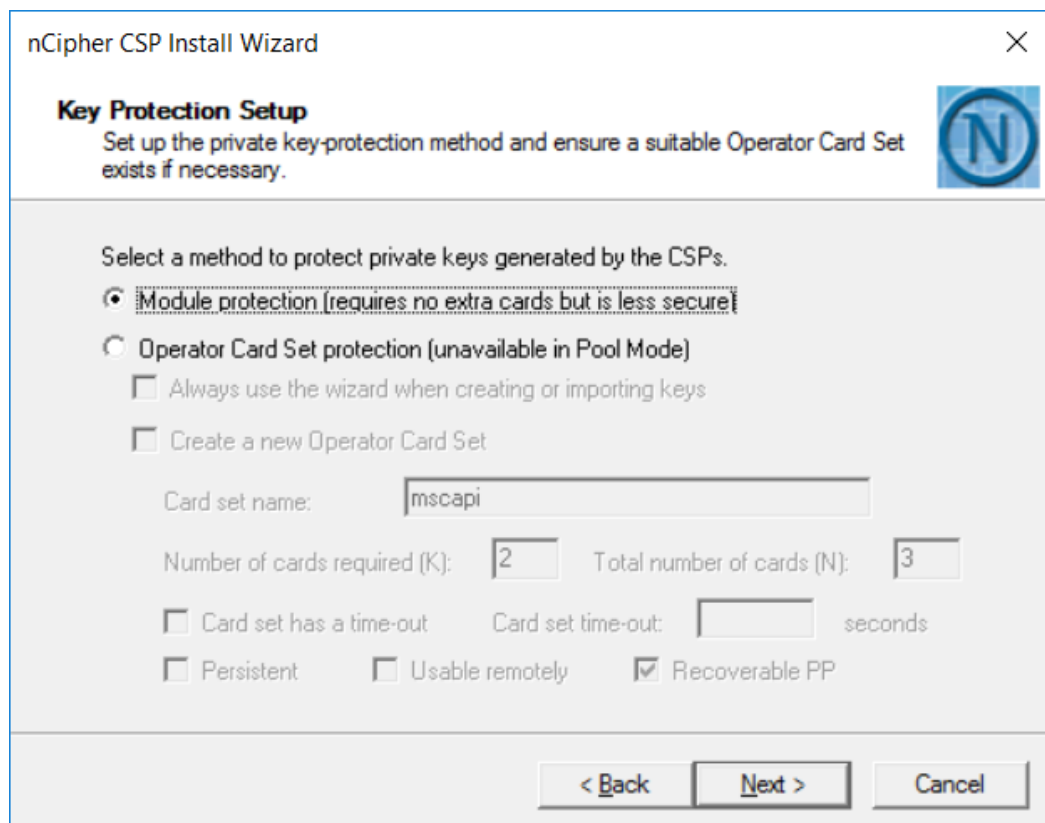 nCipher CSP Install Wizard
Key Protection Setup
Set up the private key-protection method and ensure a suitable Operator Card Set
exists if necessary.
N
Select a method to protect private keys generated by the CSPs.
Module protection (requires no extra cards but is less secure)
Operator Card Set protection (unavailable in Pool Mode)
Always use the wizard when creating or importing keys
Create a new Operator Card Set
Card set name: mscapi
Number of cards required (K): 2 Total number of cards (N): 3
Card set has a time-out Card set time-out: seconds
Persistent Usable remotely Recoverable PP
< Back Next > Cancel